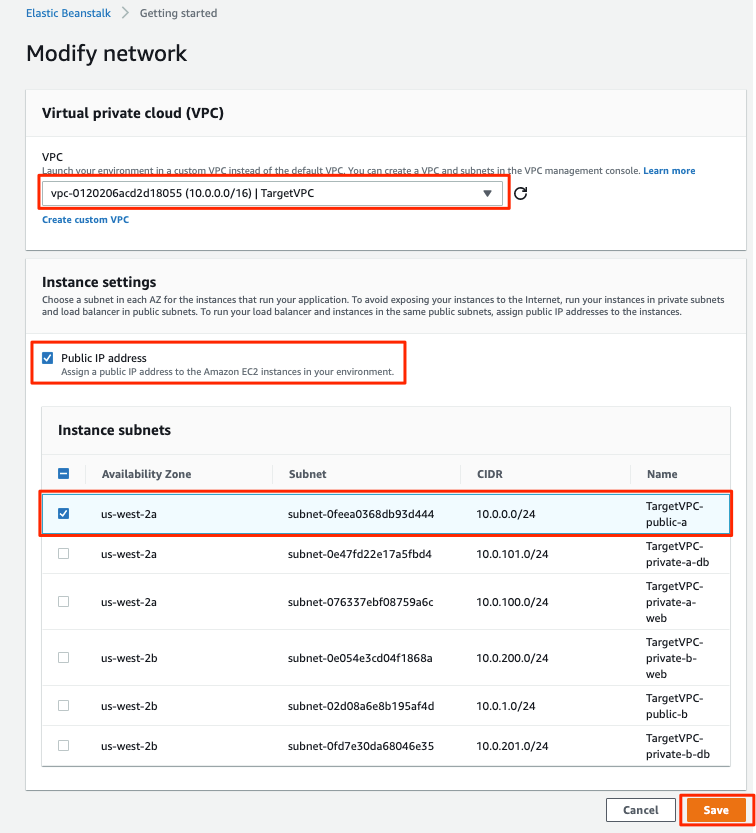 Elastic Beanstalk > Getting started
Modify network
Virtual private cloud (VPC)
VPC
Launch your environment in a custom VPC instead of the default VPC. You can create a VPC and subnets in the VPC management console. Learn more
vpc-0120206acd2d18055 (10.0.0.0/16) | TargetVPC
Create custom VPC
Instance settings
Choose a subnet in each AZ for the instances that run your application. To avoid exposing your instances to the Internet, run your instances in private subnets
and load balancer in public subnets. To run your load balancer and instances in the same public subnets, assign public IP addresses to the instances.
Public IP address
Assign a public IP address to the Amazon EC2 instances in your environment.
Instance subnets
Availability Zone Subnet CIDR Name
us-west-2a subnet-0feea0368db93d444 10.0.0.0/24 TargetVPC-
public-a
us-west-2a subnet-0e47fd22e17a5fbd4 10.0.101.0/24 TargetVPC-
private-a-db
us-west-2a subnet-076337ebf08759a6c 10.0.100.0/24 TargetVPC-
private-a-
web
us-west-2b subnet-0e054e3cd04f1868a 10.0.200.0/24 TargetVPC-
private-b-
web
us-west-2b subnet-02d08a6e8b195af4d 10.0.1.0/24 TargetVPC-
public-b
us-west-2b subnet-0fd7e30da68046e35 10.0.201.0/24 TargetVPC-
private-b-db
Cancel Save